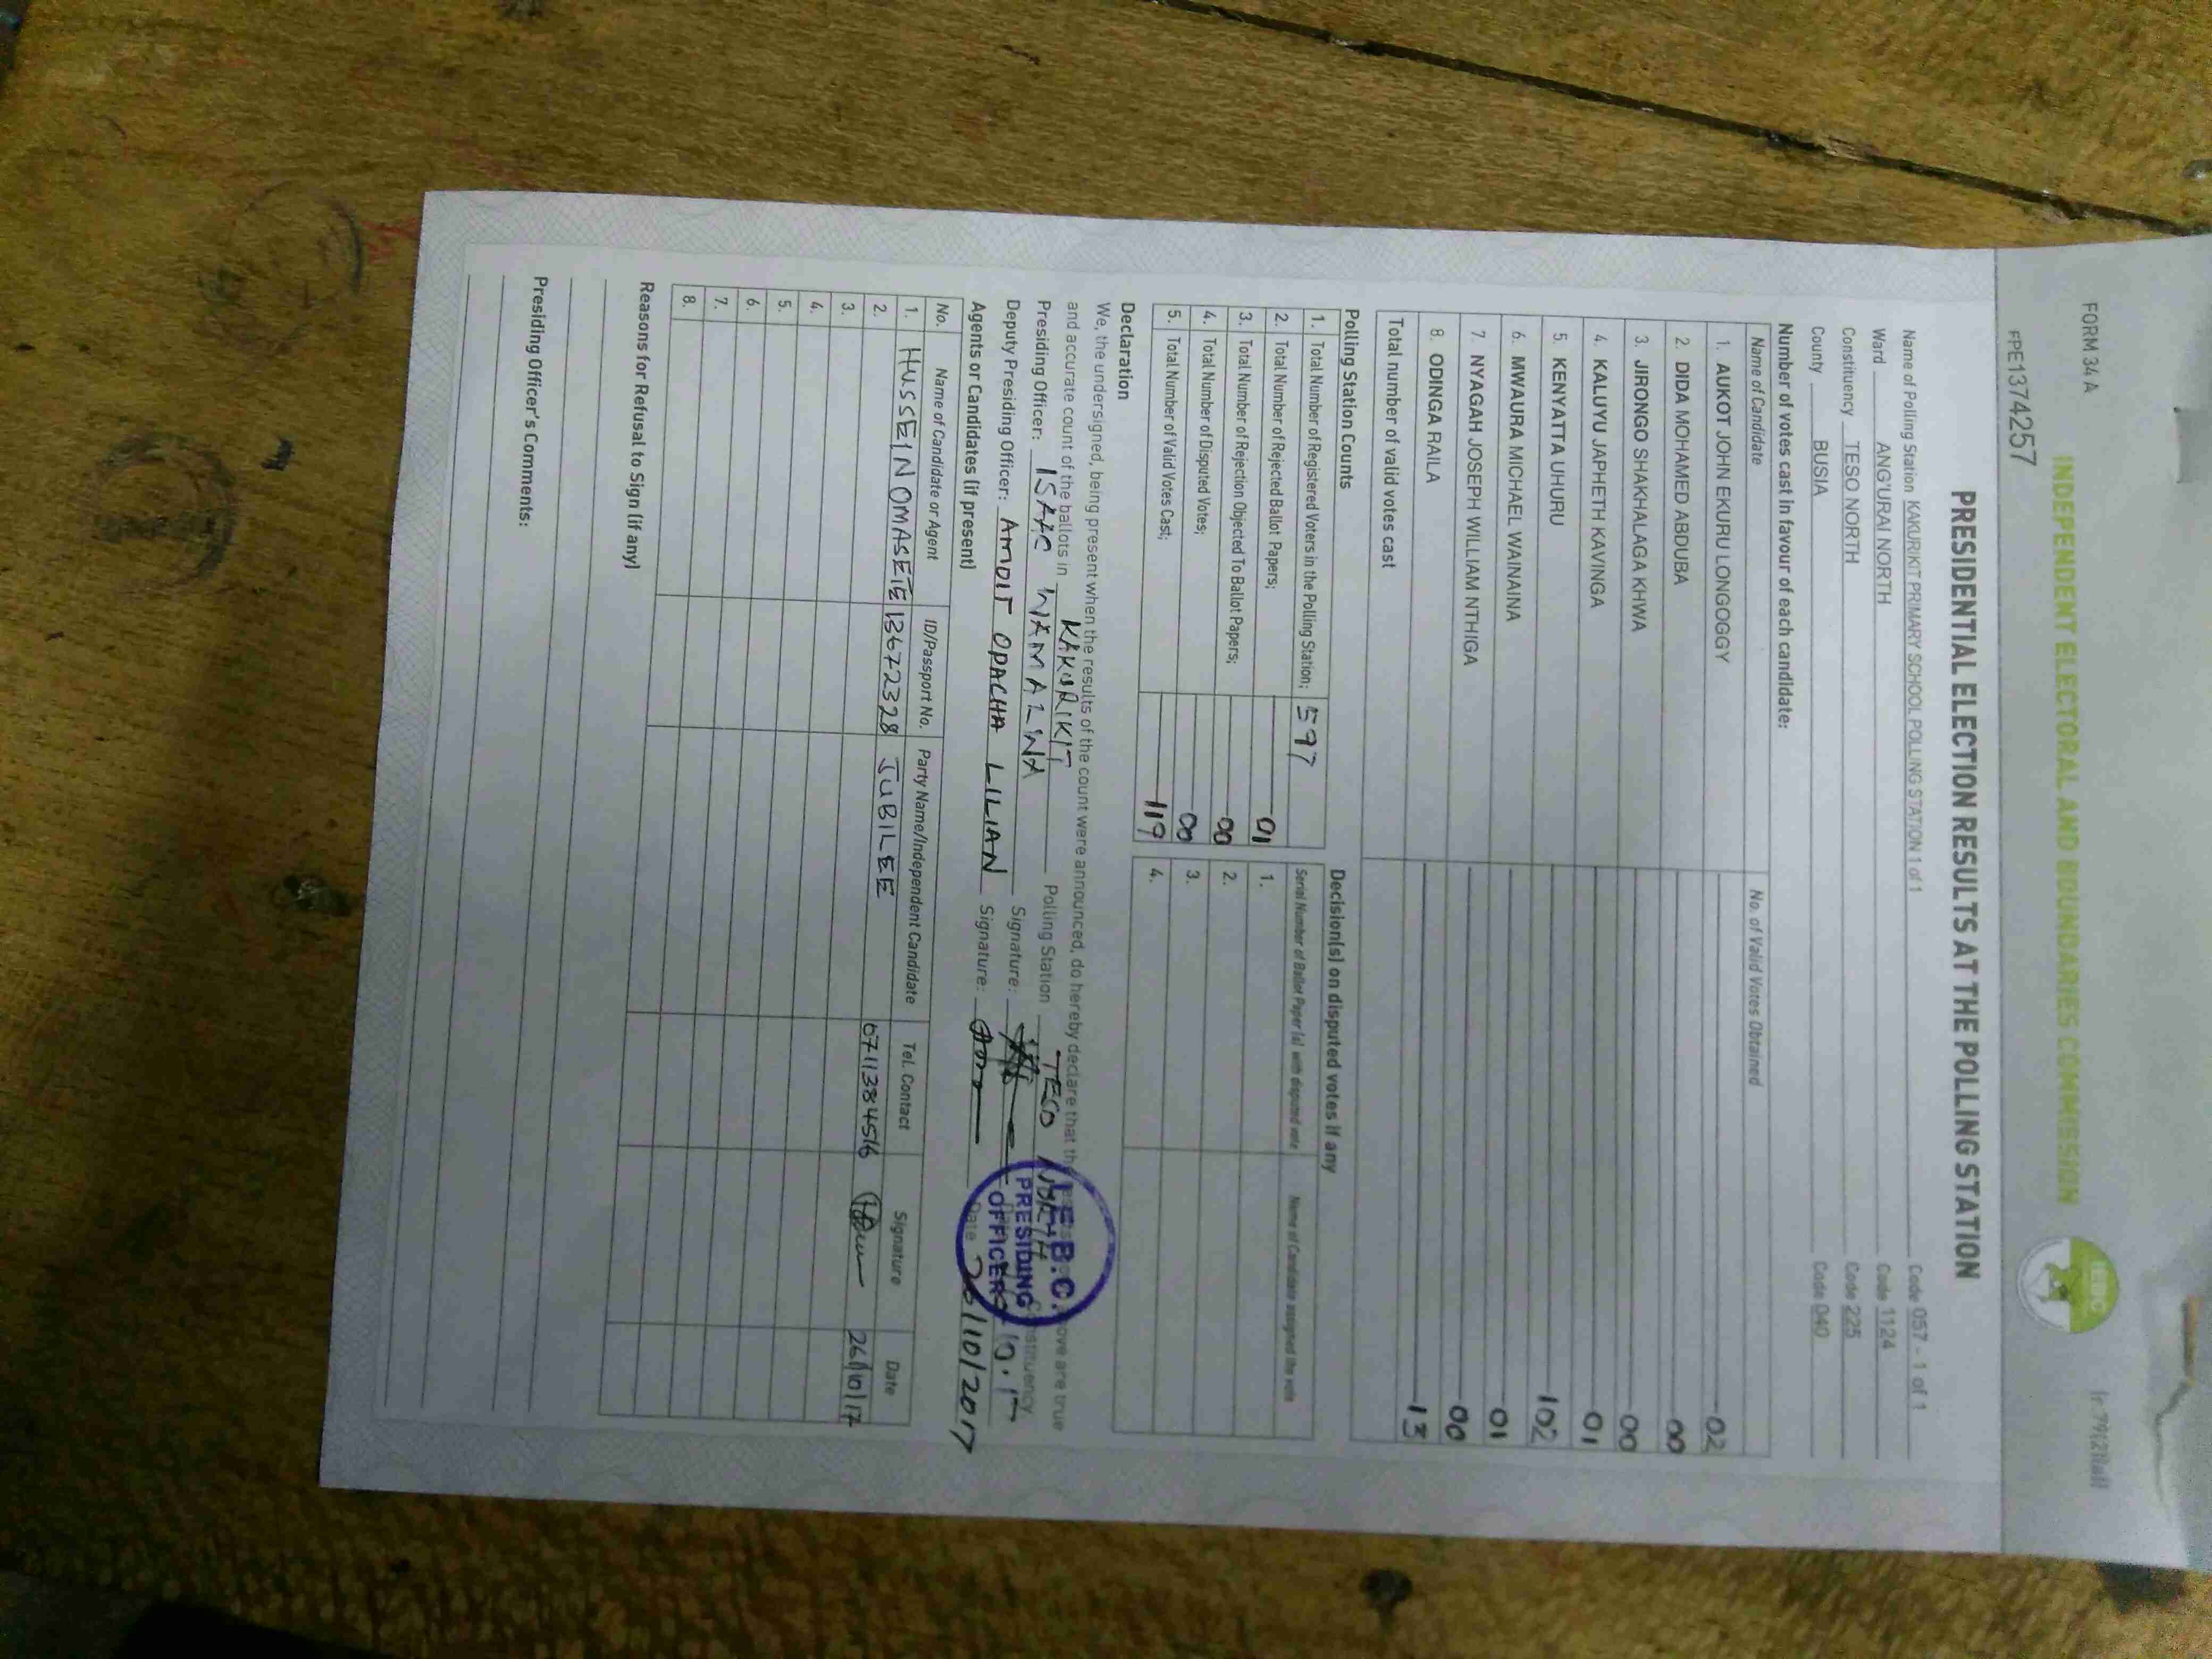 FORM 34 A
(r.79(2)(a))
INDEPENDENT ELECTORAL AND BOUNDARIES COMMISSION
IEBC
FPE1374257
PRESIDENTIAL ELECTION RESULTS AT THE POLLING STATION
Name of Polling Station KAKURIKIT PRIMARY SCHOOL POLLING STATION 1 of 1 Code 057 - 1 of 1
Ward ANG'URAI NORTH Code 1124
Constituency TESO NORTH Code 225
County BUSIA Code 040
Number of votes cast in favour of each candidate:
Name of Candidate No. of Valid Votes Obtained
1. AUKOT JOHN EKURU LONGOGGY 02
2. DIDA MOHAMED ABDUBA 00
3. JIRONGO SHAKHALAGA KHWA 00
4. KALUYU JAPHETH KAVINGA 01
5. KENYATTA UHURU 102
6. MWAURA MICHAEL WAINAINA 01
7. NYAGAH JOSEPH WILLIAM NTHIGA 00
8. ODINGA RAILA 13
Total number of valid votes cast
Polling Station Counts
1. Total Number of Registered Voters in the Polling Station; 597
2. Total Number of Rejected Ballot Papers; 01
3. Total Number of Rejection Objected To Ballot Papers; 00
4. Total Number of Disputed Votes; 00
5. Total Number of Valid Votes Cast; 119
Decision(s) on disputed votes if any
Serial Number of Ballot Paper (s) with disputed vote Name of Candidate assigned the vote
1.
2.
3.
4.
Declaration
We, the undersigned, being present when the results of the count were announced, do hereby declare that the above are true
and accurate count of the ballots in KAKURIKIT Polling Station TESO NORTH Constituency
Presiding Officer: ISAAC WAMALWA Signature:
Deputy Presiding Officer: AMOIT OPACHA LILIAN Signature: Date 26/10/2017
I.E.B.C.
PRESIDING
OFFICER
Agents or Candidates (if present)
No. Name of Candidate or Agent ID/Passport No. Party Name/Independent Candidate Tel. Contact Signature Date
1. HUSSEIN OMASETE 13672328 JUBILEE 0711384516 26/10/17
2.
3.
4.
5.
6.
7.
8.
Reasons for Refusal to Sign (if any)
Presiding Officer's Comments: